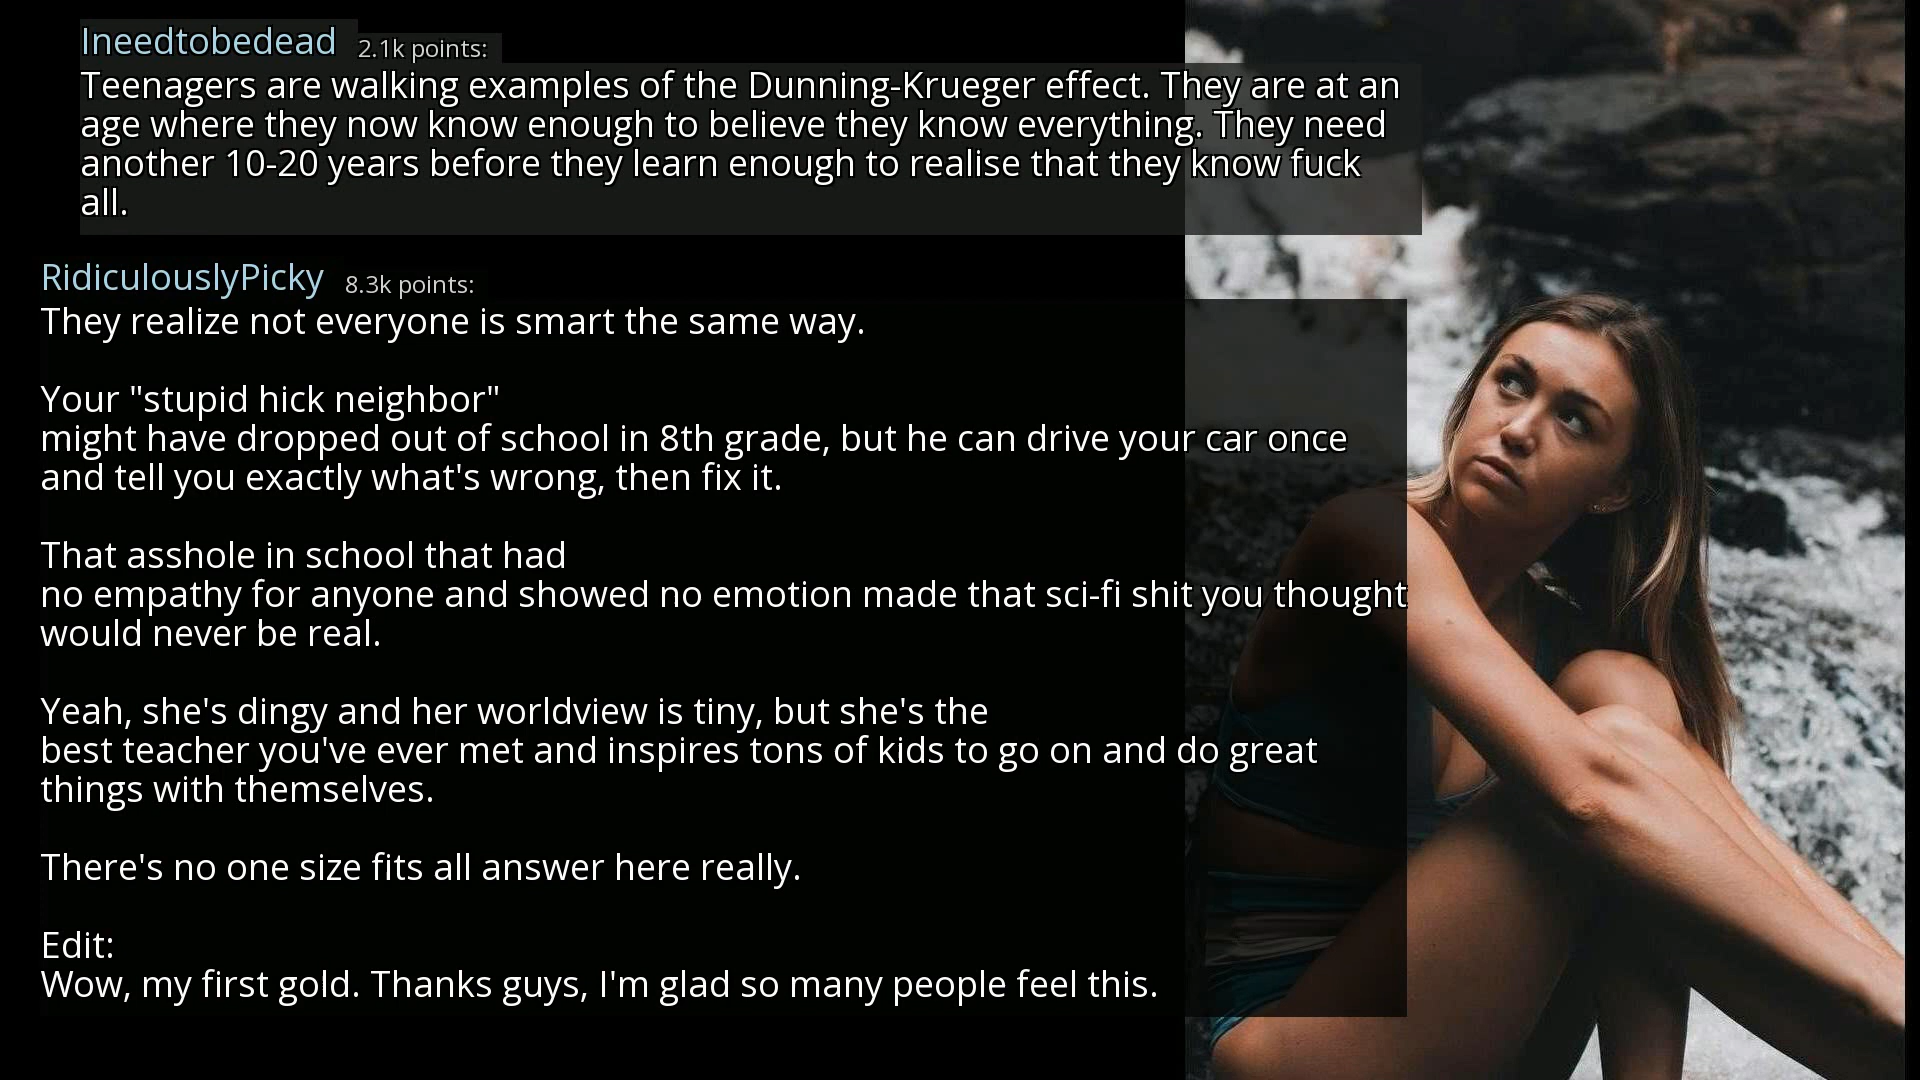 Ineedtobedead 2.1k points:
Teenagers are walking examples of the Dunning-Krueger effect. They are at an
age where they now know enough to believe they know everything. They need
another 10-20 years before they learn enough to realise that they know fuck
all.
RidiculouslyPicky 8.3k points:
They realize not everyone is smart the same way.
Your "stupid hick neighbor"
might have dropped out of school in 8th grade, but he can drive your car once
and tell you exactly what's wrong, then fix it.
That asshole in school that had
no empathy for anyone and showed no emotion made that sci-fi shit you thought
would never be real.
Yeah, she's dingy and her worldview is tiny, but she's the
best teacher you've ever met and inspires tons of kids to go on and do great
things with themselves.
There's no one size fits all answer here really.
Edit:
Wow, my first gold. Thanks guys, I'm glad so many people feel this.